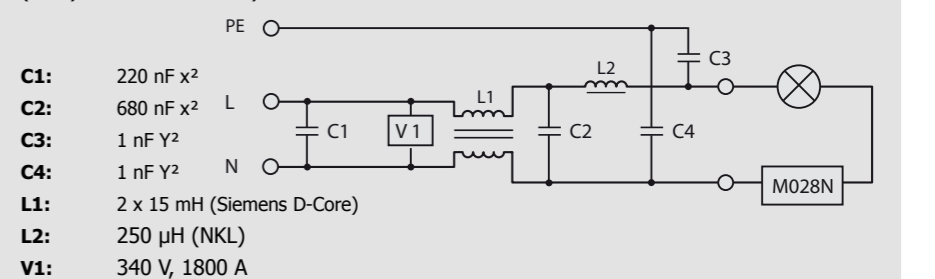 PE
C3
L2
C1: 220 nF x²
L1
C2: 680 nF x²
L
C1
V 1
C2
C4
C3: 1 nF Y²
C4: 1 nF Y²
N
M028N
L1: 2 x 15 mH (Siemens D-Core)
L2: 250 µH (NKL)
V1: 340 V, 1800 A